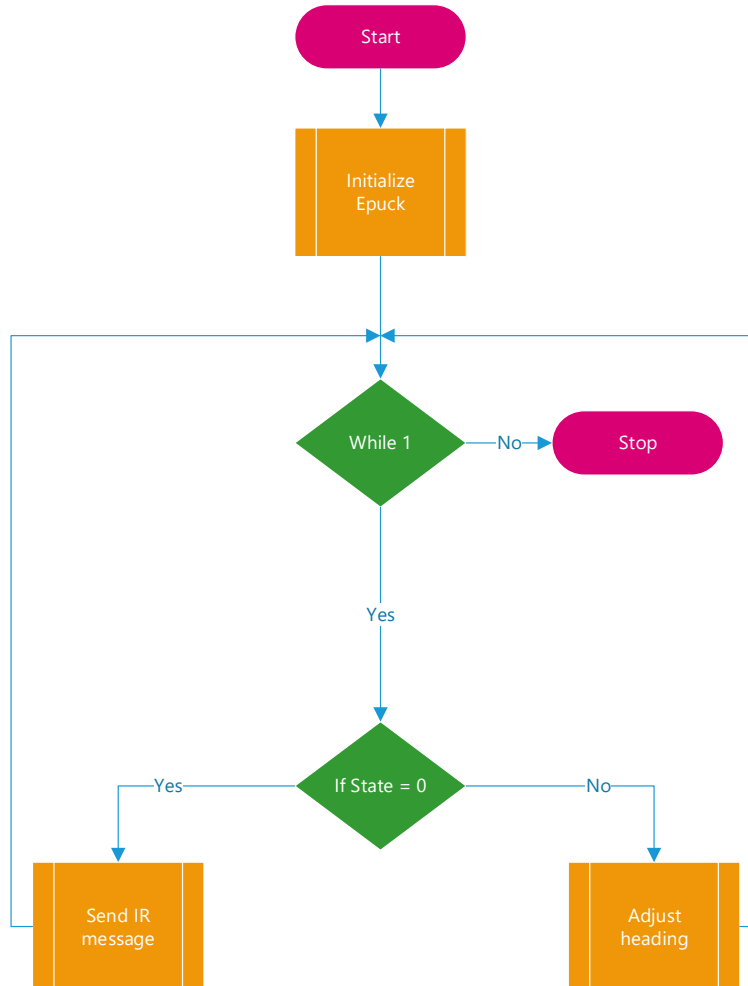 Start
Initialize
Epuck
While 1
No
Stop
Yes
If State = 0
Yes
No
Send IR
message
Adjust
heading